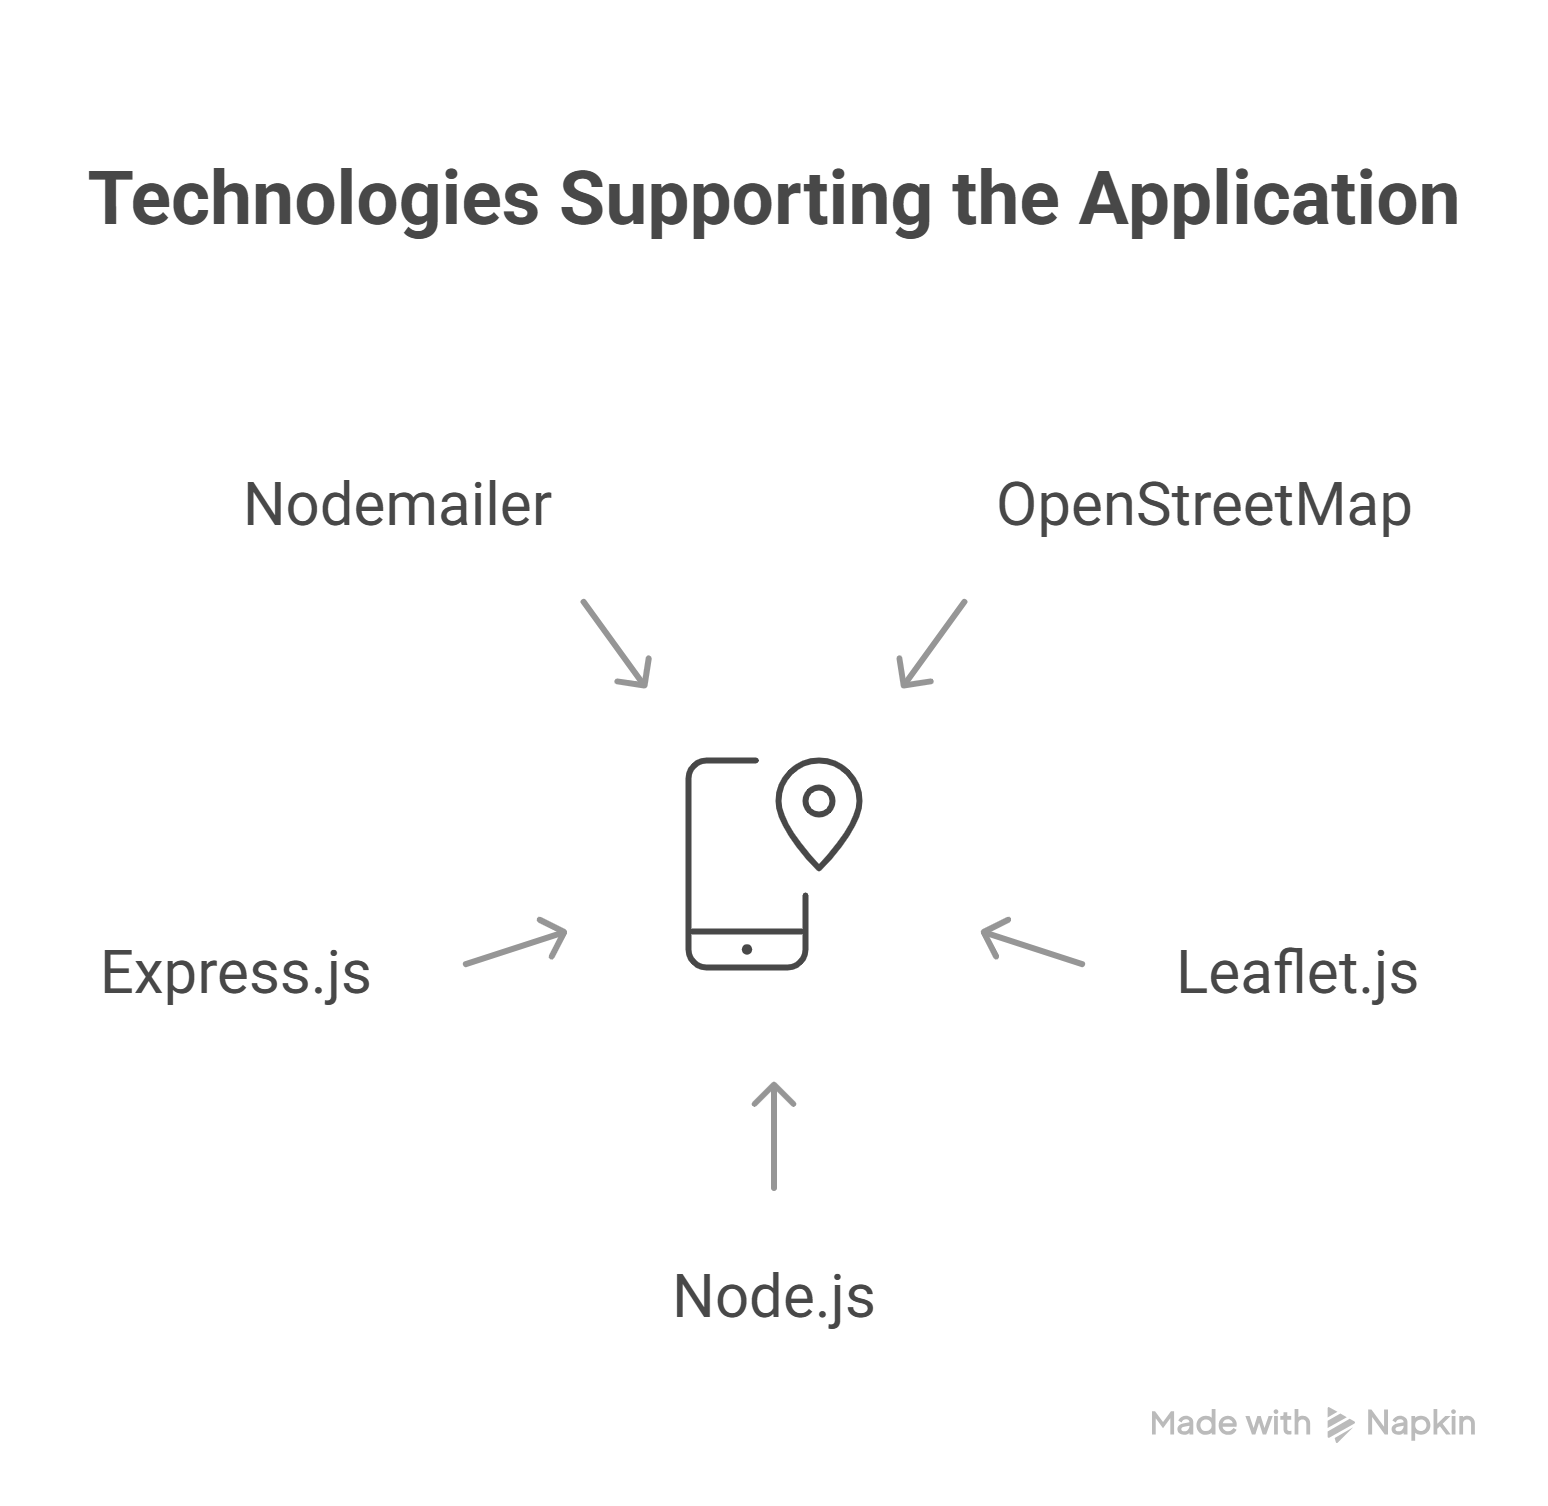 Technologies Supporting the Application
Nodemailer
OpenStreetMap
Express.js
Leaflet.js
Node.js
Made with Napkin